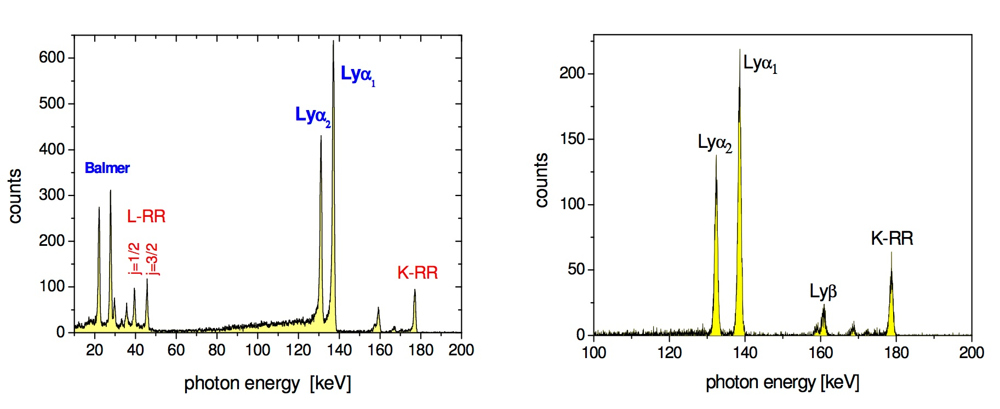 600
500
400
300
200
100
0
counts
Balmer
L-RR
j=1/2
j=3/2
Lyα2
Lyα1
K-RR
20 40 60 80 100 120 140 160 180 200
photon energy [keV]
200
150
100
50
0
counts
Lyα1
Lyα2
Lyβ
K-RR
100 120 140 160 180 200
photon energy [keV]